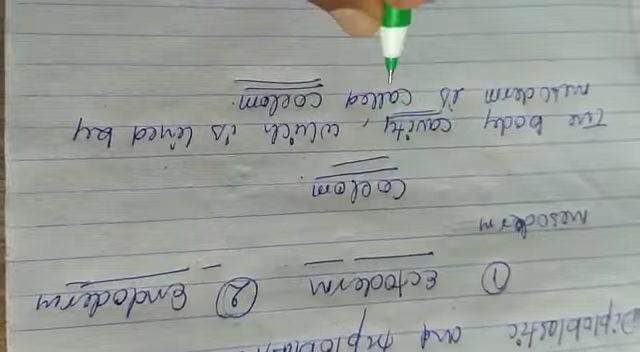 Diploblastic and triploblas
① Ectoderm ② Endoderm
mesoderm
Coelom
The body cavity, which is lined by
mesoderm is called coelom.